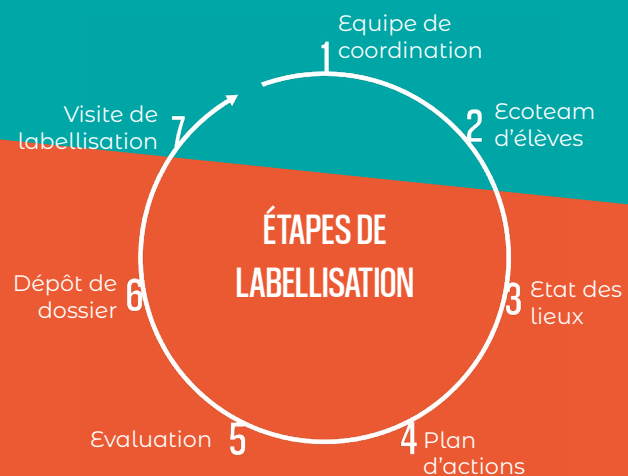 ÉTAPES DE
LABELLISATION
1 Equipe de
coordination
2 Ecoteam
d'élèves
3 Etat des
lieux
4 Plan
d'actions
5 Evaluation
6 Dépôt de
dossier
7 Visite de
labellisation